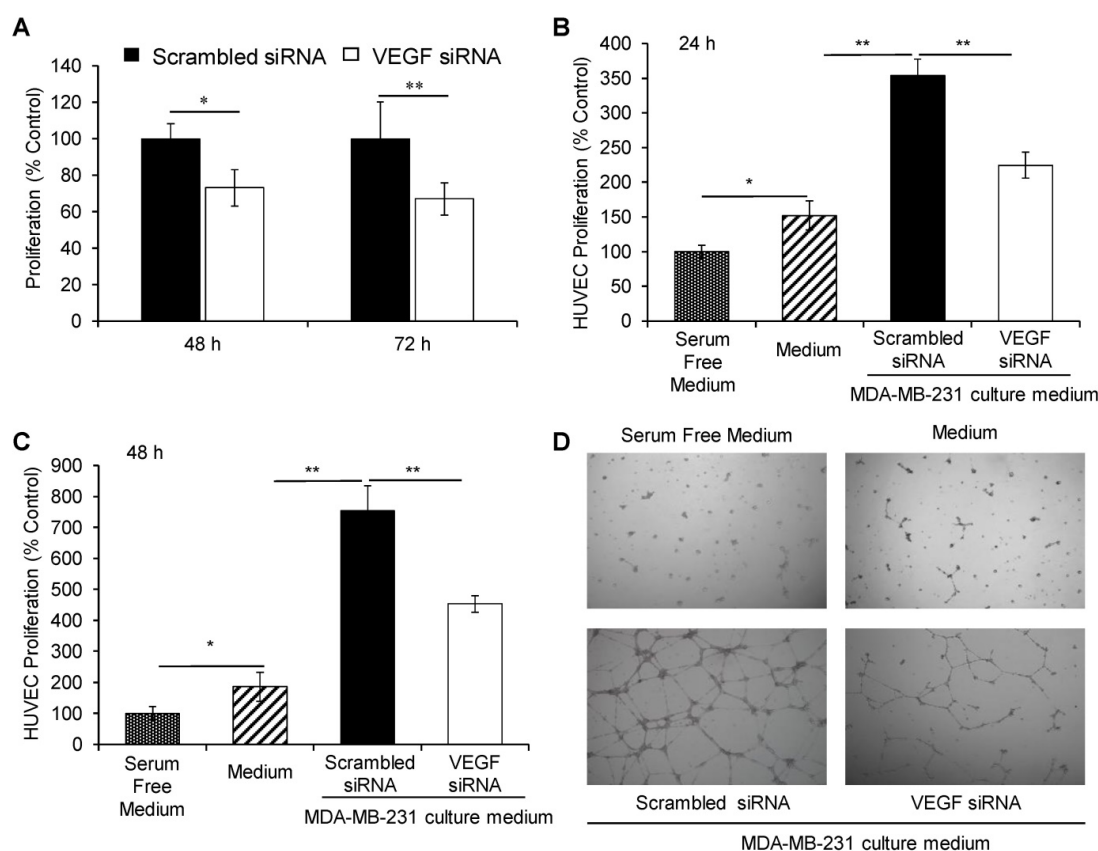 A
Scrambled siRNA VEGF siRNA
Proliferation (% Control)
140
120
100
80
60
40
20
0
*
**
48 h
72 h
B
24 h
HUVEC Proliferation (% Control)
400
350
300
250
200
150
100
50
0
*
**
**
Serum
Free
Medium
Medium
Scrambled
siRNA
VEGF
siRNA
MDA-MB-231 culture medium
C
48 h
HUVEC Proliferation (% Control)
900
800
700
600
500
400
300
200
100
0
*
**
**
Serum
Free
Medium
Medium
Scrambled
siRNA
VEGF
siRNA
MDA-MB-231 culture medium
D
Serum Free Medium
Medium
Scrambled siRNA
VEGF siRNA
MDA-MB-231 culture medium